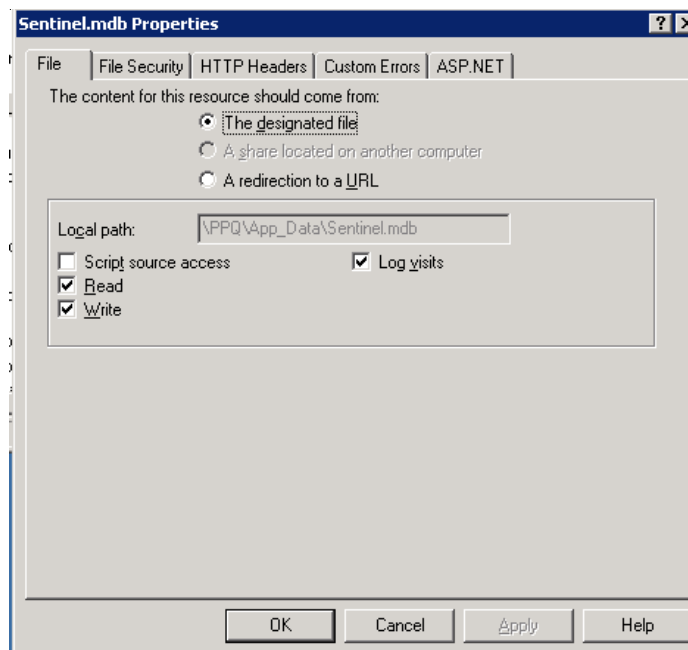 Sentinel.mdb Properties
File File Security HTTP Headers Custom Errors ASP.NET
The content for this resource should come from:
The designated file
A share located on another computer
A redirection to a URL
Local path: \PPQ\App_Data\Sentinel.mdb
Script source access Log visits
Read
Write
OK Cancel Apply Help